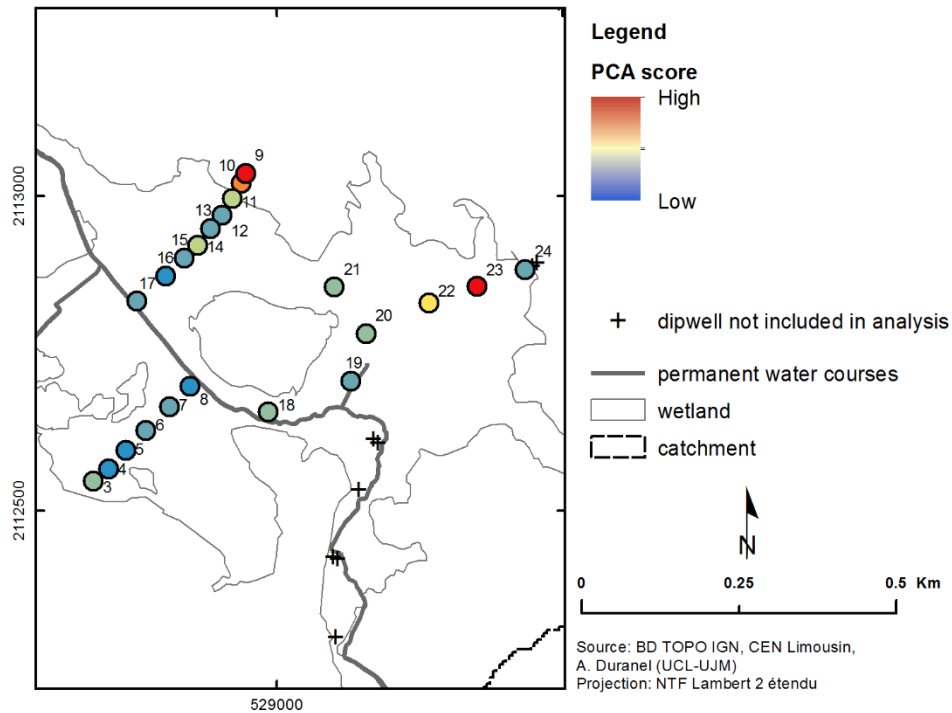 9
10
11
13
12
15
14
16
17
24
21
23
22
20
19
8
18
7
6
5
4
3
2113000
2112500
529000
Legend
PCA score
High
Low
dipwell not included in analysis
permanent water courses
wetland
catchment
N
0 0.25 0.5 Km
Source: BD TOPO IGN, CEN Limousin,
A. Duranel (UCL-UJM)
Projection: NTF Lambert 2 étendu